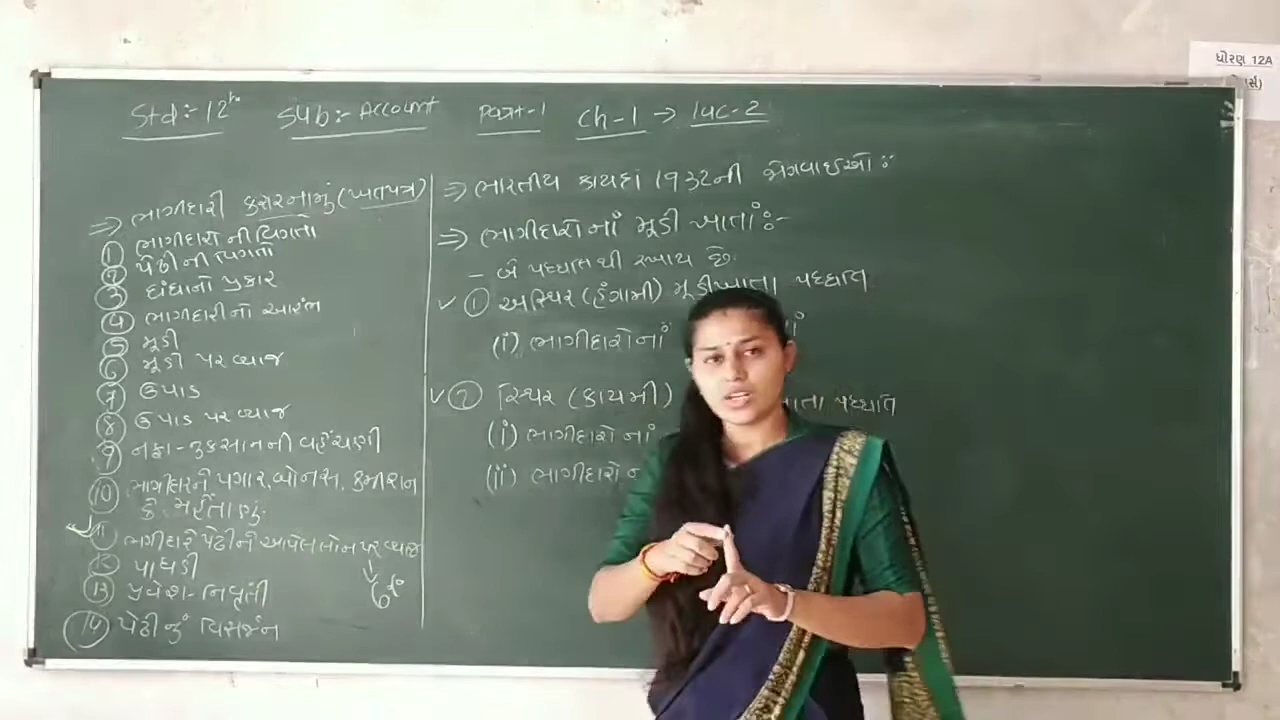 ધોરણ 12A
Std:- 12th Sub:- Account Part-1 Ch-1 → Lec-2
⇒ ભાગીદારી કરારનામું (ખતપત્ર)
① ભાગીદારોની વિગતો
② પેઢીની વિગતો
③ ધંધાનો પ્રકાર
④ ભાગીદારીનો આરંભ
⑤ મૂડી
⑥ મૂડી પર વ્યાજ
⑦ ઉપાડ
⑧ ઉપાડ પર વ્યાજ
⑨ નફા-નુકસાનની વહેંચણી
⑩ ભાગીદારને પગાર, બોનસ, કમીશન
કે મહેનતાણું.
⑪ ભાગીદારે પેઢીને આપેલ લોન પર વ્યાજ
↓
6%
⑫ પાઘડી
⑬ પ્રવેશ-નિવૃતી
⑭ પેઢીનું વિસર્જન
⇒ ભારતીય કાયદા 1932ની જોગવાઈઓ :
⇒ ભાગીદારોનાં મૂડી ખાતાં:-
- બે પધ્ધતિથી રખાય છે.
✓ ① અસ્થિર (હંગામી) મૂડીખાતા પધ્ધતિ
(i) ભાગીદારોનાં
✓ ② સ્થિર (કાયમી) પધ્ધતિ
(i) ભાગીદારોનાં
(ii) ભાગીદારોન